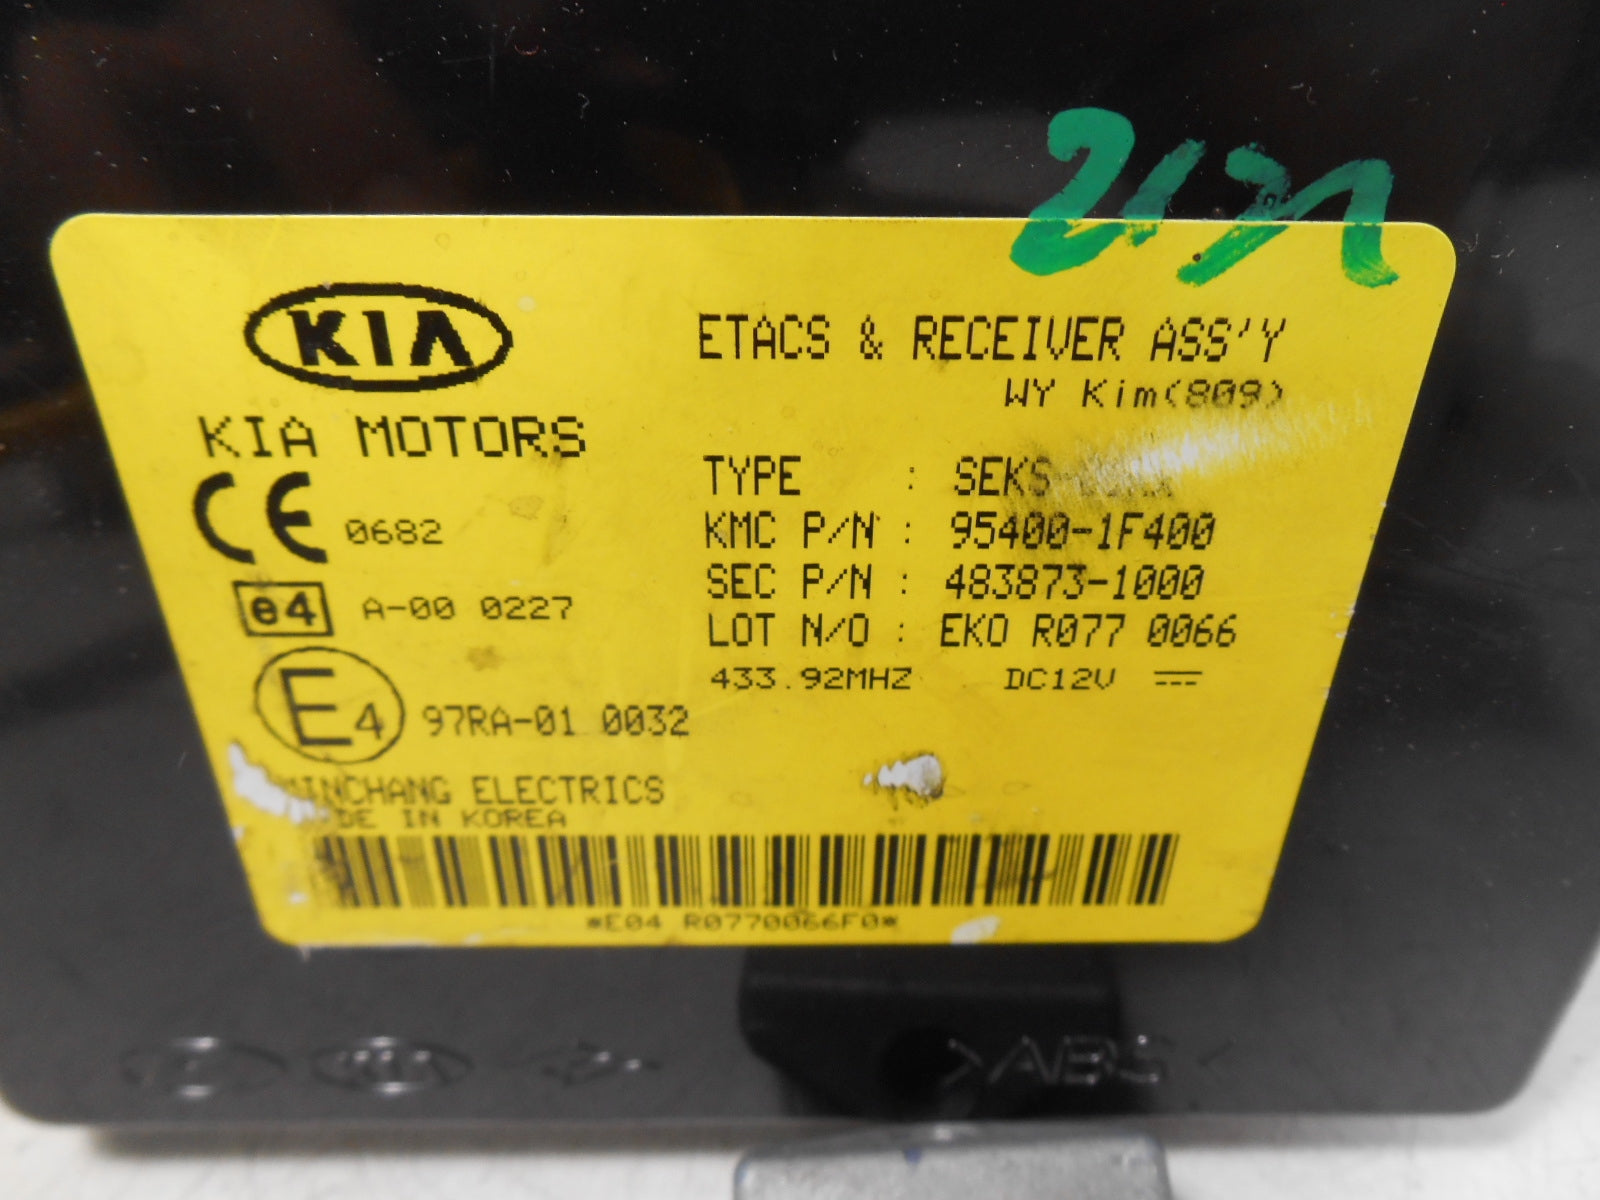 KIA
KIA MOTORS
CE 0682
e4 A-00 0227
E4 97RA-01 0032
MINCHANG ELECTRICS
DE IN KOREA
ETACS & RECEIVER ASS'Y
WY Kim(809)
TYPE : SEKS
KMC P/N : 95400-1F400
SEC P/N : 483873-1000
LOT N/O : EKO R077 0066
433.92MHZ DC12V
*E04 R0770066F0*
KIA
>ABS<